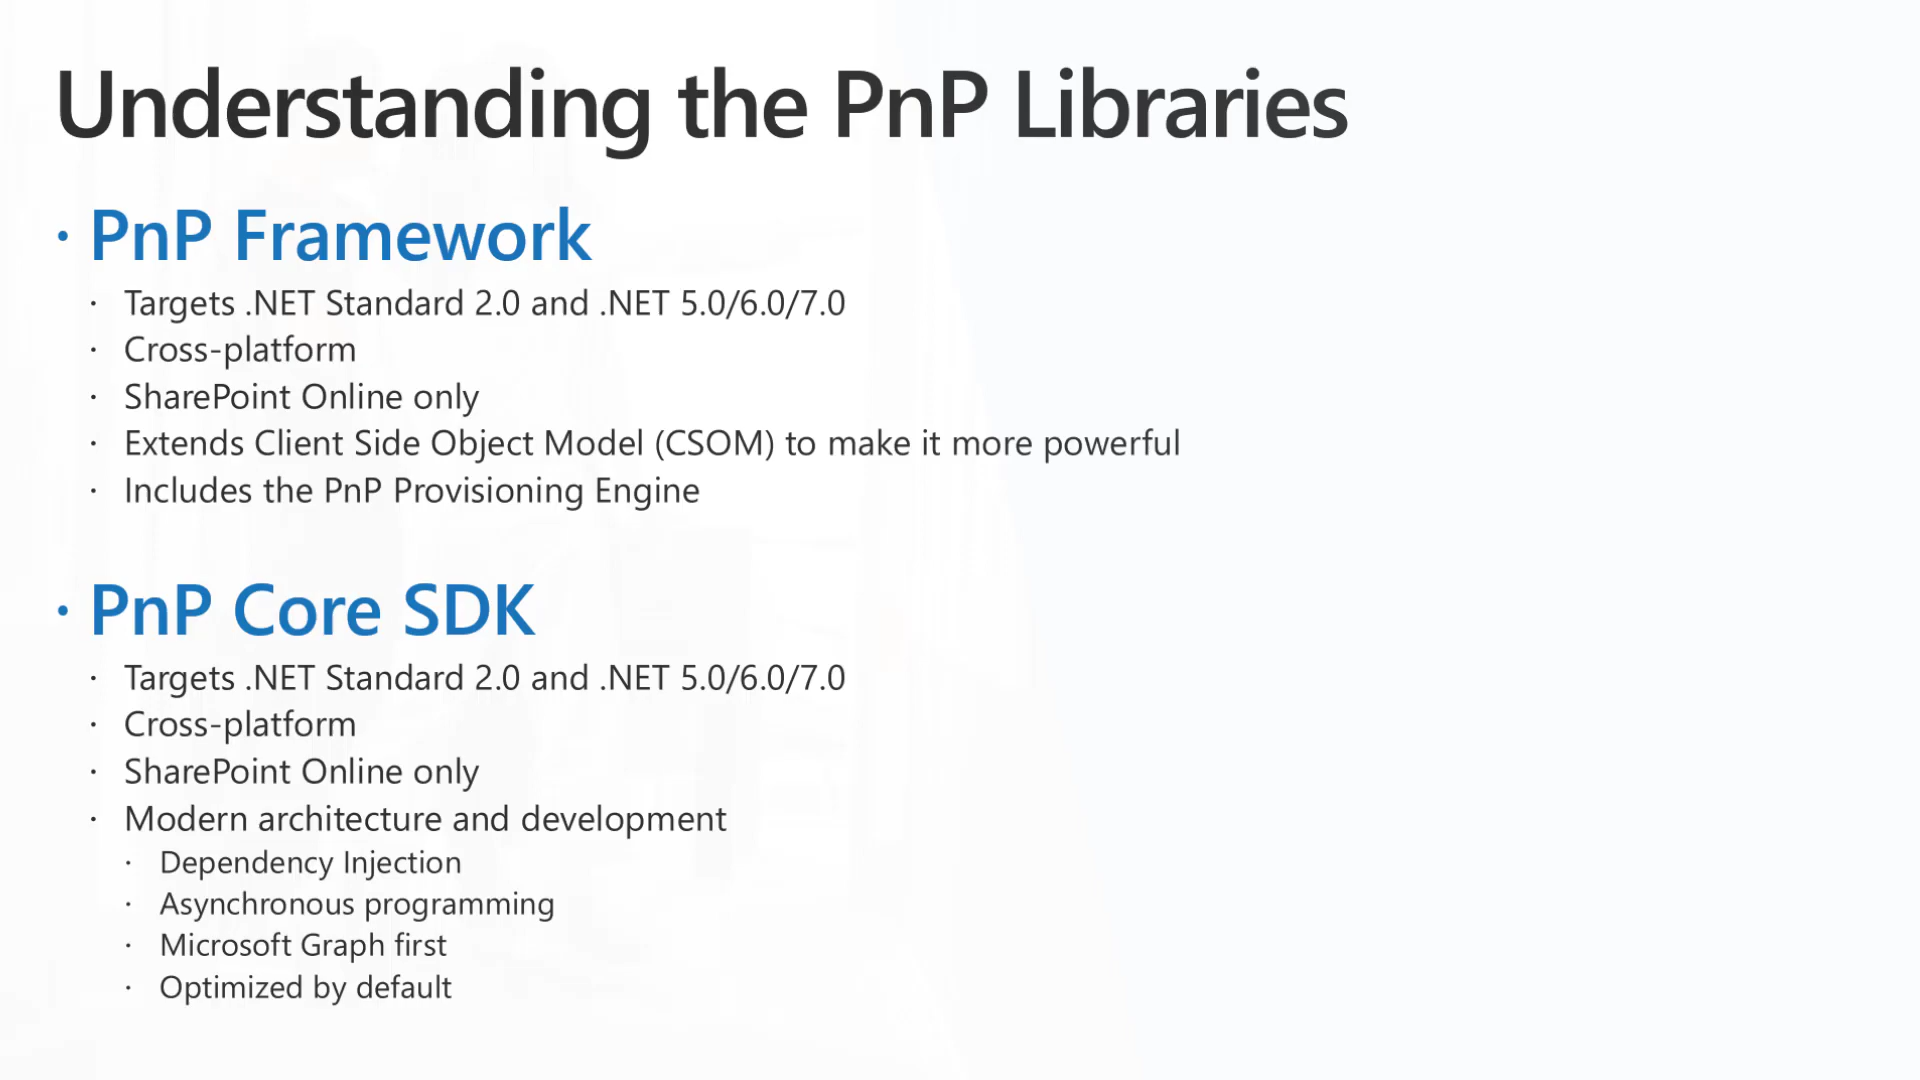 Understanding the PnP Libraries
· PnP Framework
· Targets .NET Standard 2.0 and .NET 5.0/6.0/7.0
· Cross-platform
· SharePoint Online only
· Extends Client Side Object Model (CSOM) to make it more powerful
· Includes the PnP Provisioning Engine
· PnP Core SDK
· Targets .NET Standard 2.0 and .NET 5.0/6.0/7.0
· Cross-platform
· SharePoint Online only
· Modern architecture and development
· Dependency Injection
· Asynchronous programming
· Microsoft Graph first
· Optimized by default